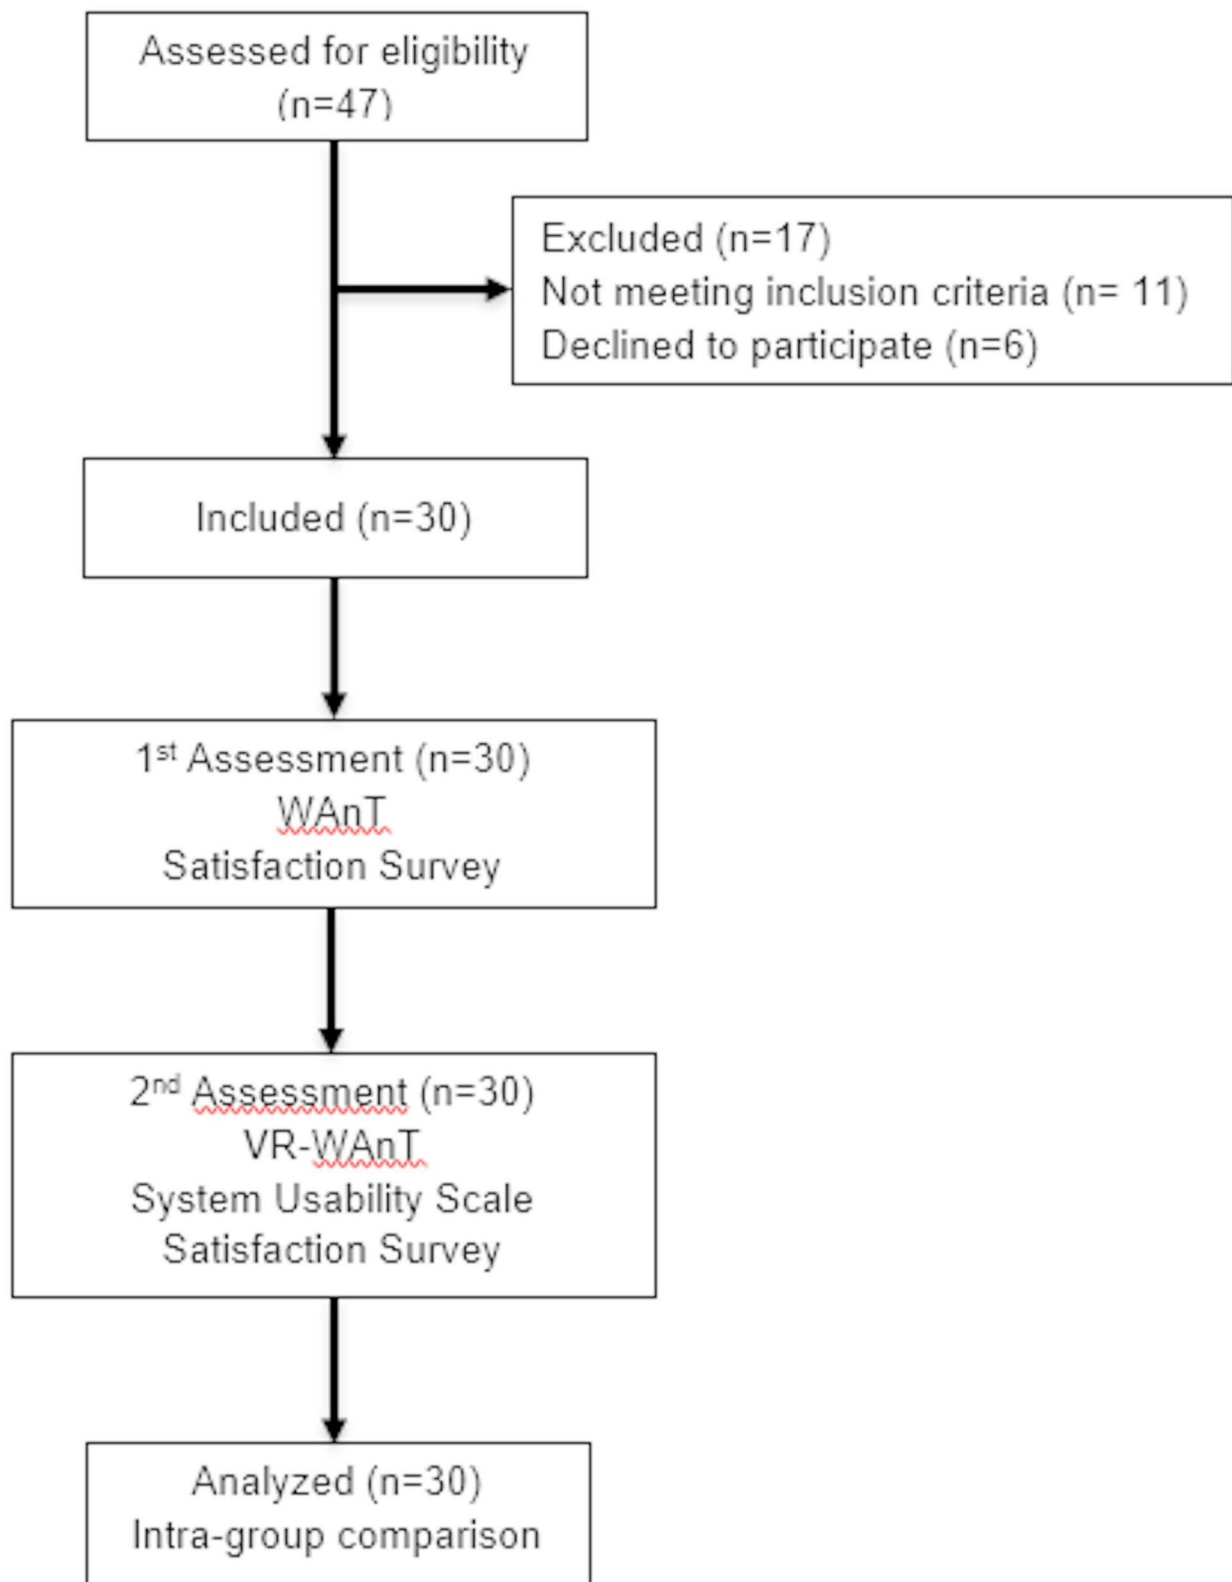 Assessed for eligibility
(n=47)
Excluded (n=17)
Not meeting inclusion criteria (n= 11)
Declined to participate (n=6)
Included (n=30)
1st Assessment (n=30)
WAnT
Satisfaction Survey
2nd Assessment (n=30)
VR-WAnT
System Usability Scale
Satisfaction Survey
Analyzed (n=30)
Intra-group comparison